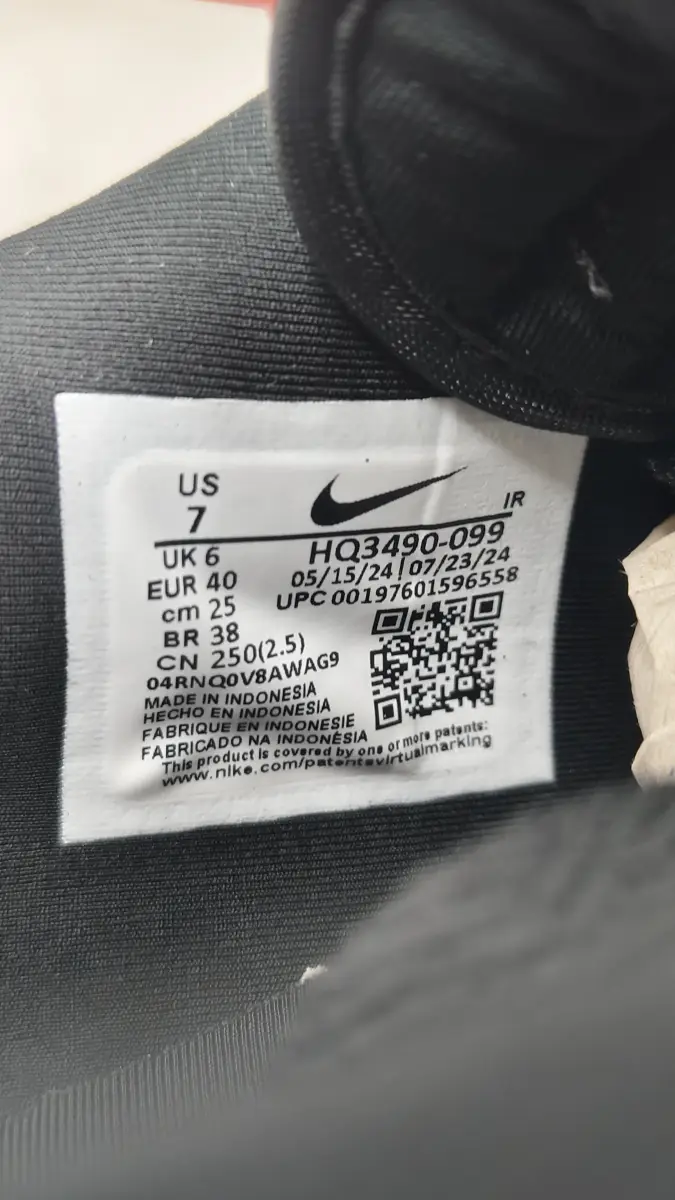 US
7
IR
UK 6
HQ3490-099
EUR 40
05/15/24|07/23/24
cm 25
UPC 00197601596558
BR 38
CN 250(2.5)
04RNQ0V8AWAG9
MADE IN INDONESIA
HECHO EN INDONESIA
FABRIQUE EN INDONESIE
FABRICADO NA INDONÉSIA
This product is covered by one or more patents:
www.nike.com/patentsvirtualmarking